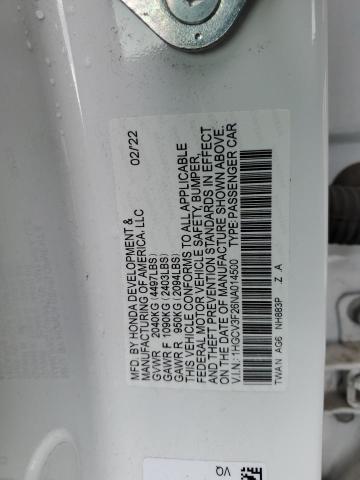 MFD. BY HONDA DEVELOPMENT & 02/'22
MANUFACTURING OF AMERICA, LLC
GVWR 2040KG (4497LBS)
GAWR F 1090KG (2403LBS)
GAWR R 950KG (2094LBS)
THIS VEHICLE CONFORMS TO ALL APPLICABLE
FEDERAL MOTOR VEHICLE SAFETY, BUMPER,
AND THEFT PREVENTION STANDARDS IN EFFECT
ON THE DATE OF MANUFACTURE SHOWN ABOVE.
V.I.N.: 1HGCV3F26NA014500 TYPE:PASSENGER CAR
TWAN AG6 NH883P Z A
VQ